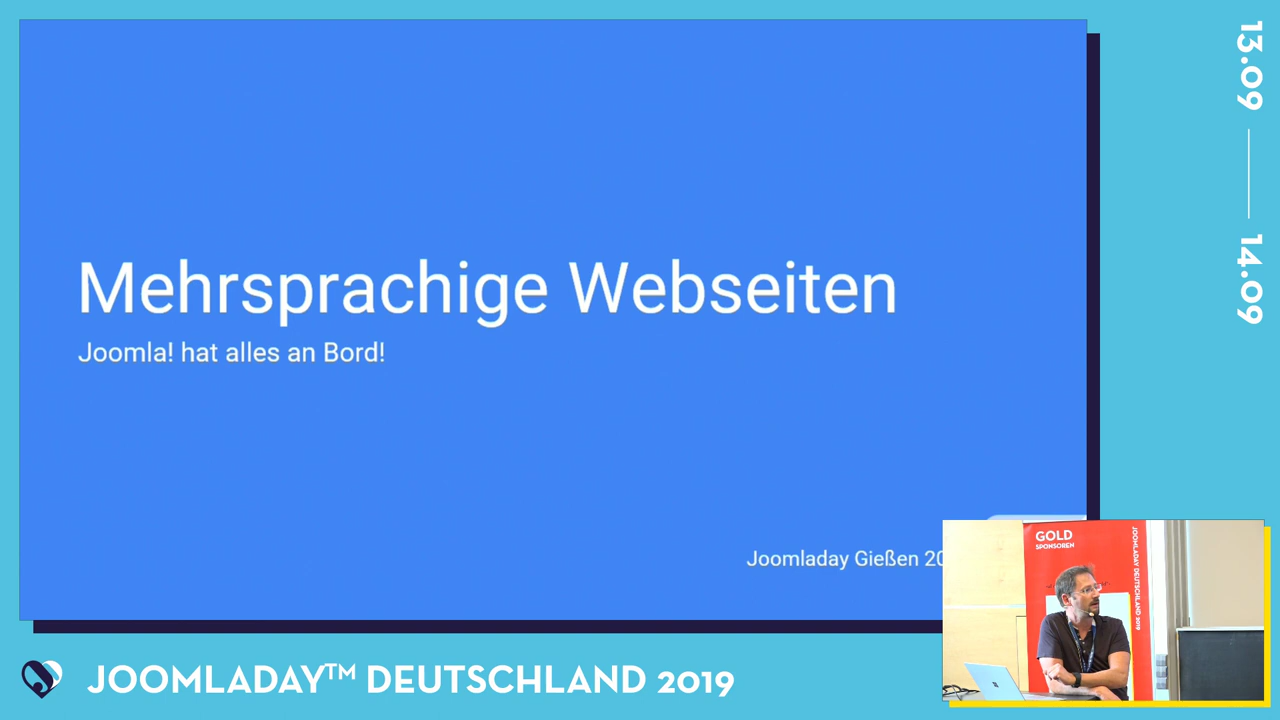 Mehrsprachige Webseiten
Joomla! hat alles an Bord!
Joomladay Gießen 20
13.09
14.09
GOLD
SPONSOREN
JOOMLADAY DEUTSCHLAND 2019
JOOMLADAY™ DEUTSCHLAND 2019